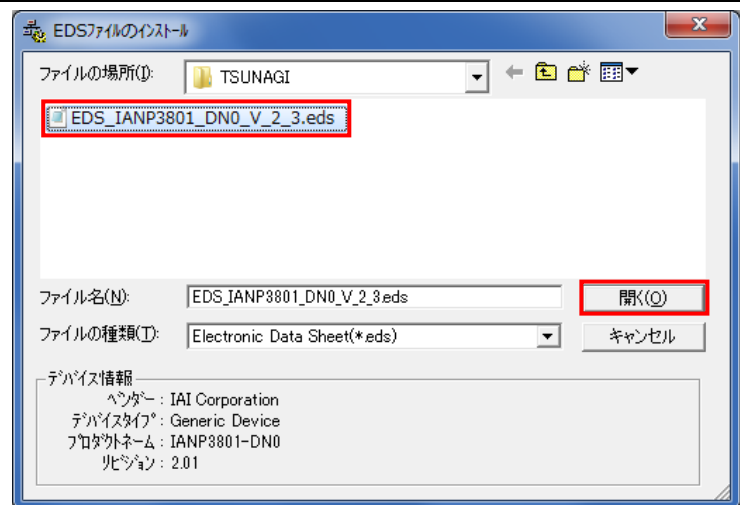 EDSファイルのインストール
ファイルの場所(I):
TSUNAGI
EDS_IANP3801_DN0_V_2_3.eds
ファイル名(N):
EDS_IANP3801_DN0_V_2_3.eds
開く(O)
ファイルの種類(T):
Electronic Data Sheet(*.eds)
キャンセル
デバイス情報
ベンダー : IAI Corporation
デバイスタイプ : Generic Device
プロダクトネーム : IANP3801-DN0
リビジョン : 2.01